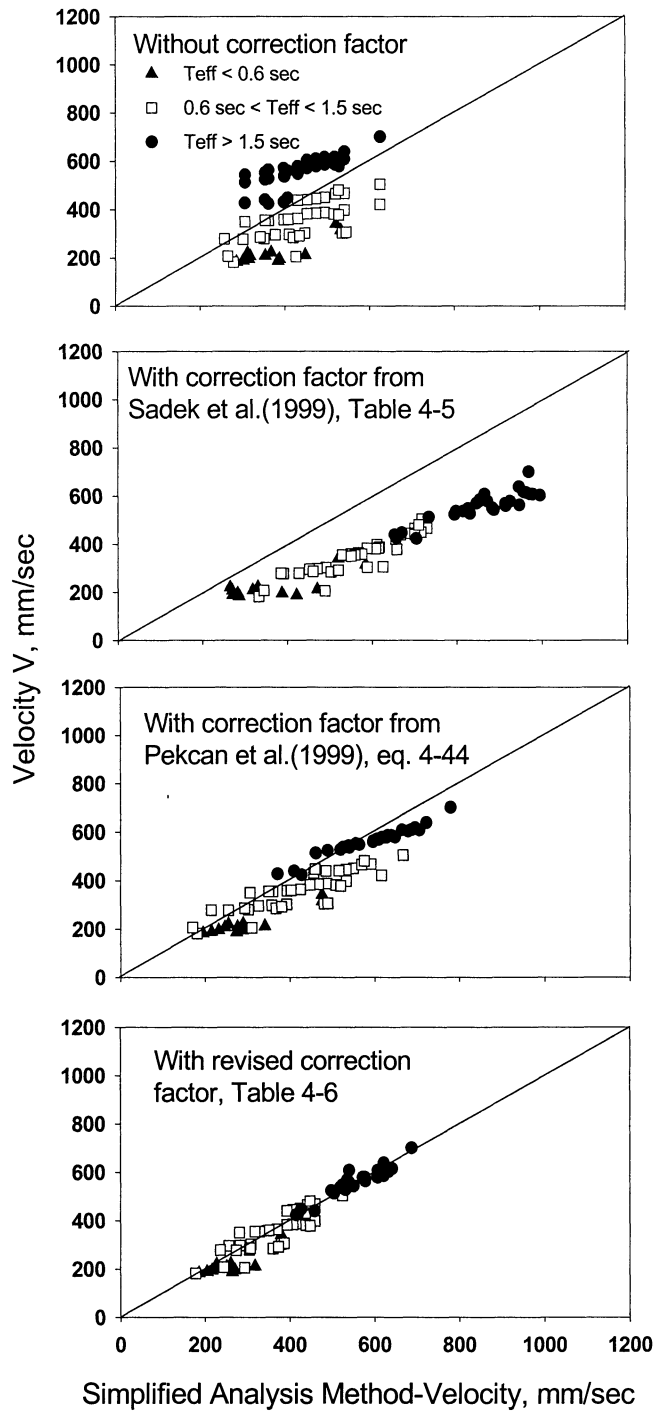 Without correction factor
Teff < 0.6 sec
0.6 sec < Teff < 1.5 sec
Teff > 1.5 sec
1200
1000
800
600
400
200
0
With correction factor from
Sadek et al.(1999), Table 4-5
1200
1000
800
600
400
200
0
With correction factor from
Pekcan et al.(1999), eq. 4-44
1200
1000
800
600
400
200
0
With revised correction
factor, Table 4-6
1200
1000
800
600
400
200
0
0 200 400 600 800 1000 1200
Velocity V, mm/sec
Simplified Analysis Method-Velocity, mm/sec